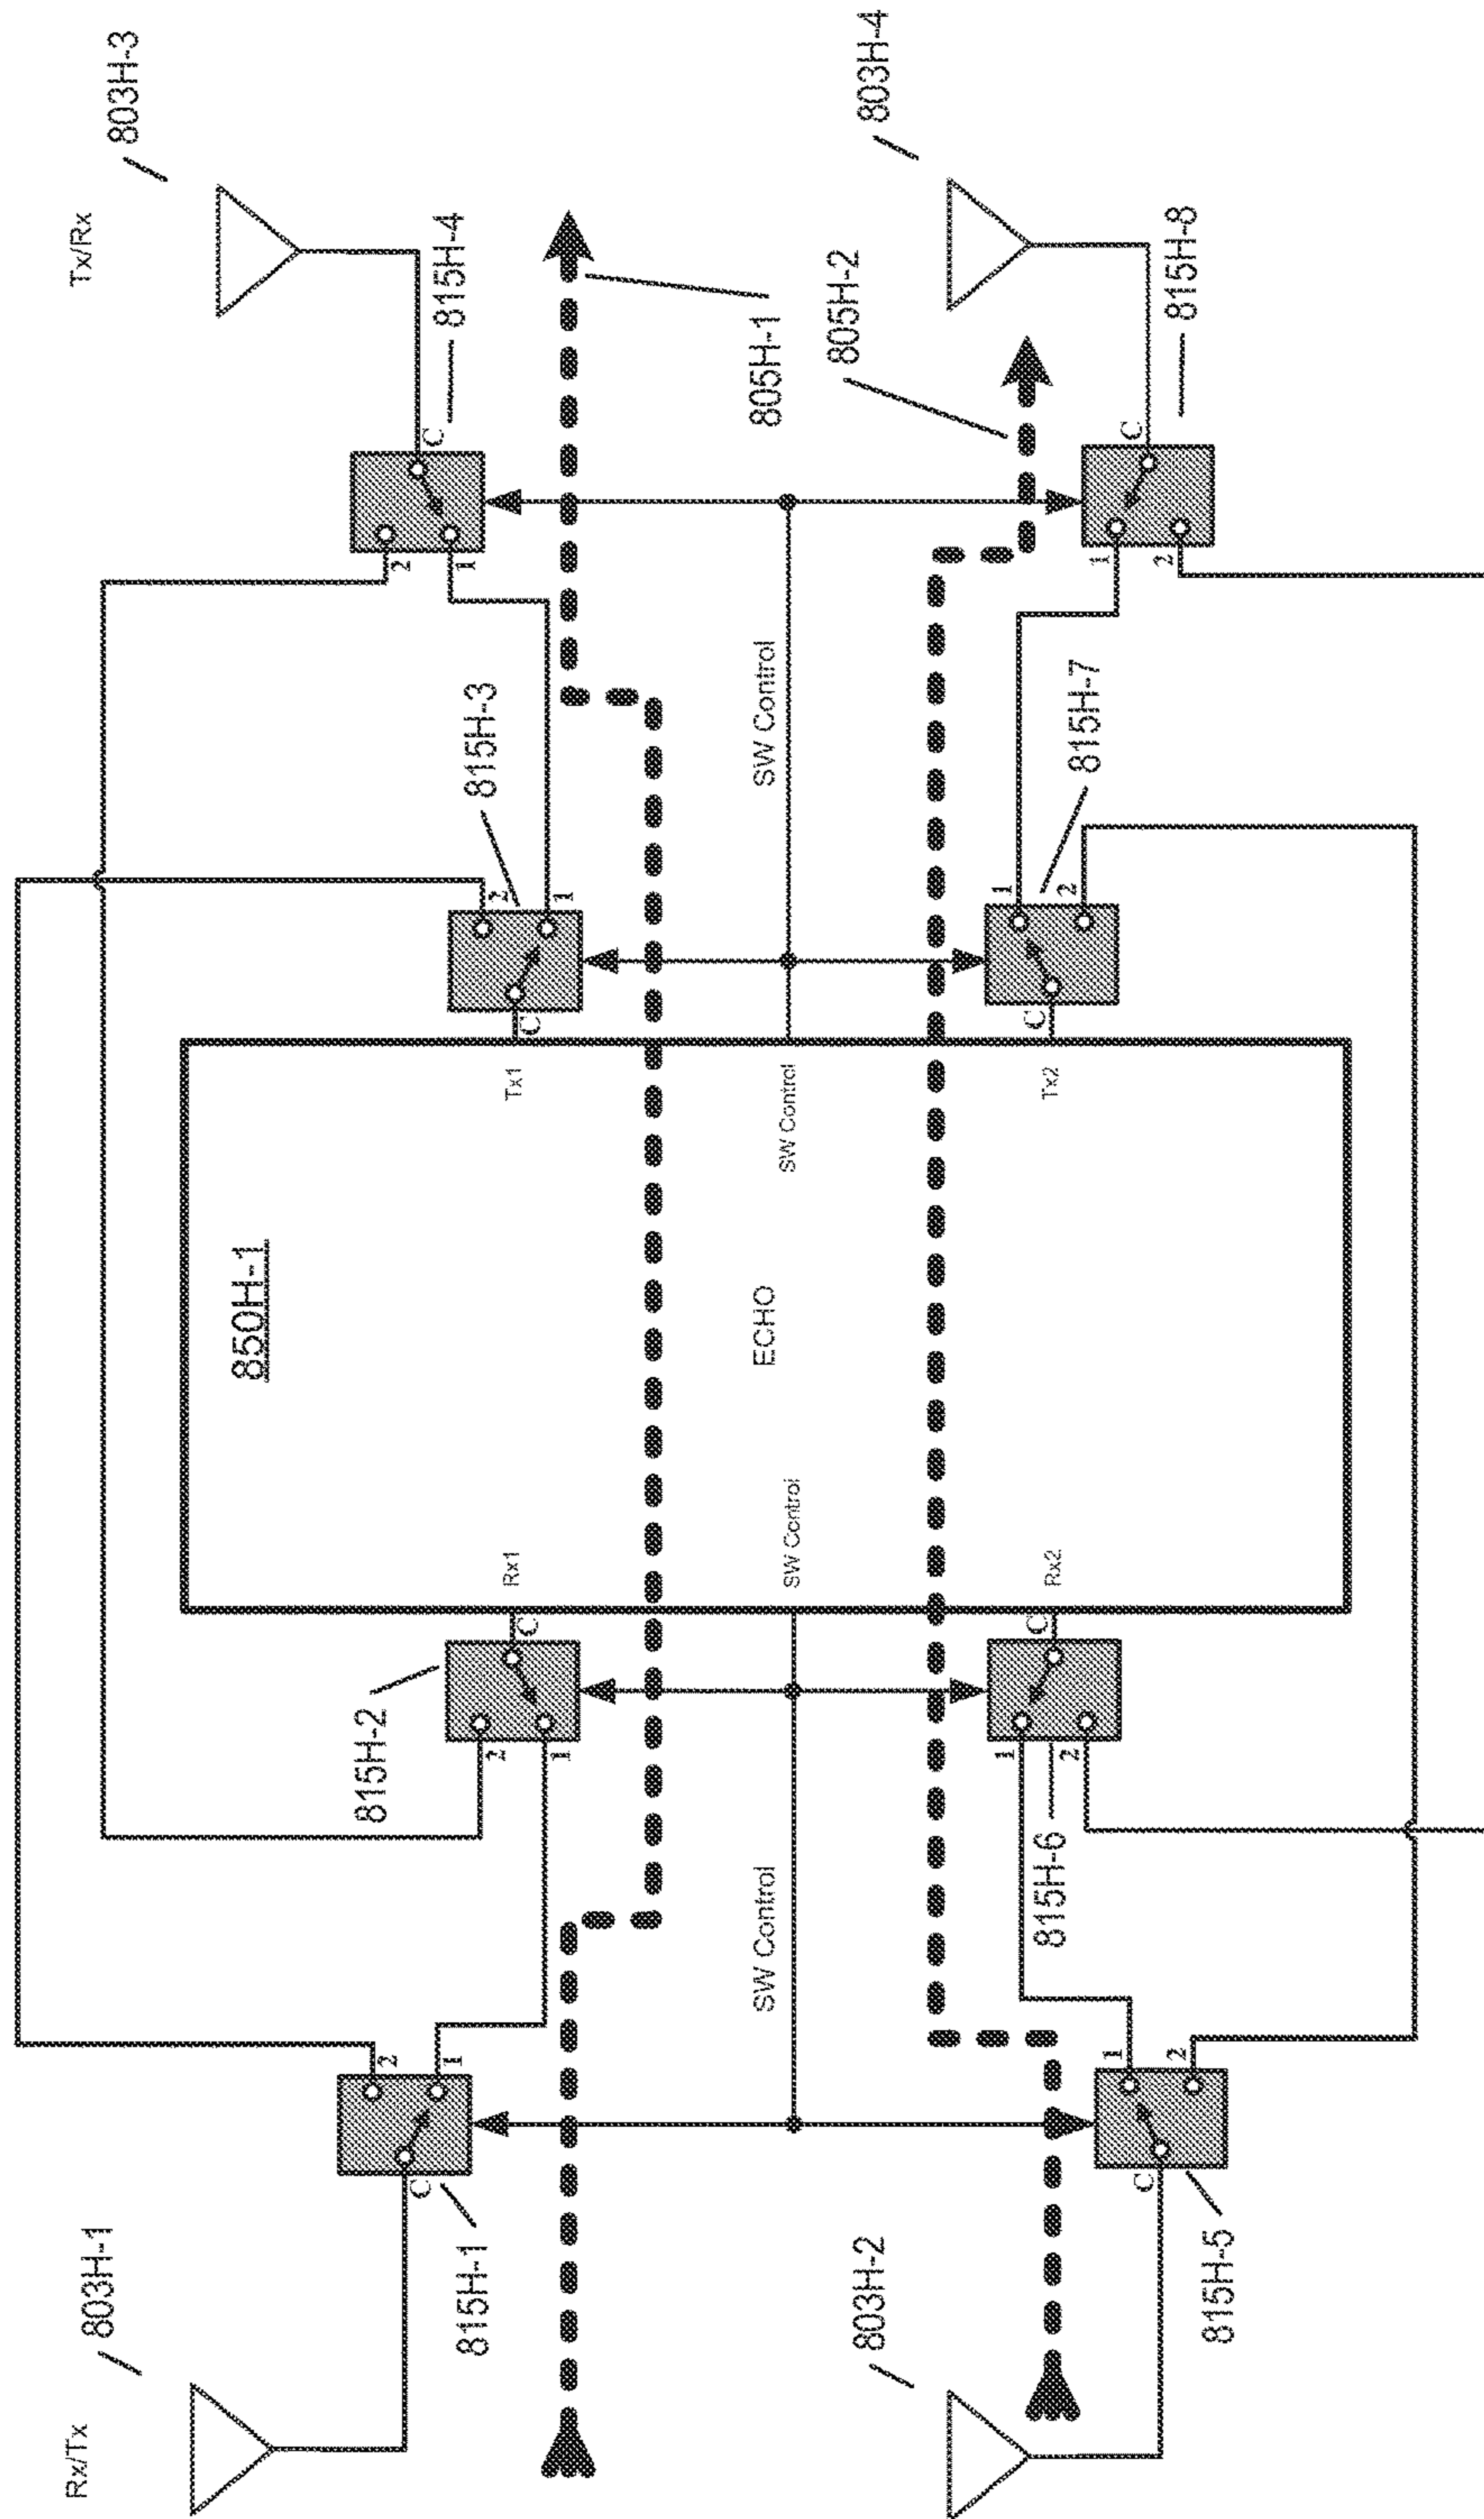 Rx/Tx
803H-1
Tx/Rx
803H-3
850H-1
2
1
C
815H-1
815H-2
2
1
C
Rx1
Tx1
C
2
1
815H-3
2
1
C
815H-4
SW Control
SW Control
ECHO
SW Control
SW Control
805H-1
805H-2
803H-2
803H-4
C
1
2
815H-5
1
2
C
815H-6
Rx2
Tx2
C
1
2
815H-7
1
2
C
815H-8